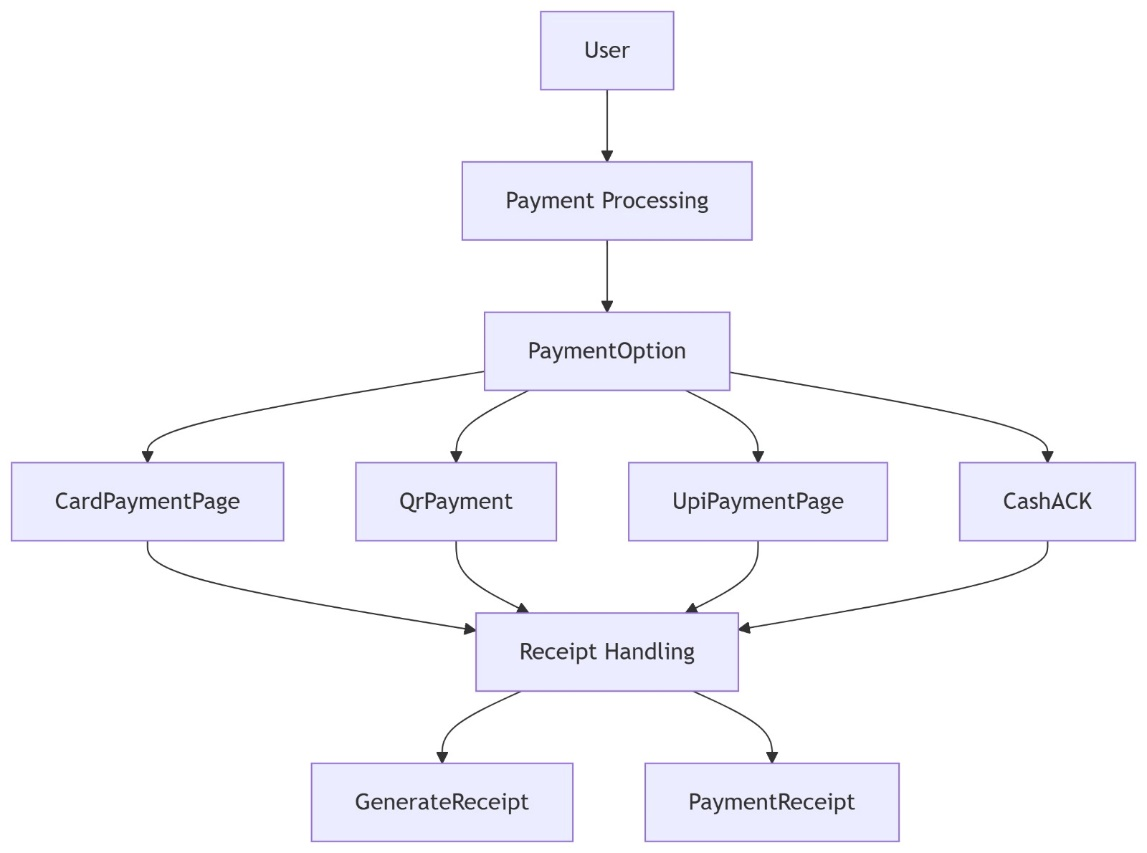 User
Payment Processing
PaymentOption
CardPaymentPage
QrPayment
UpiPaymentPage
CashACK
Receipt Handling
GenerateReceipt
PaymentReceipt